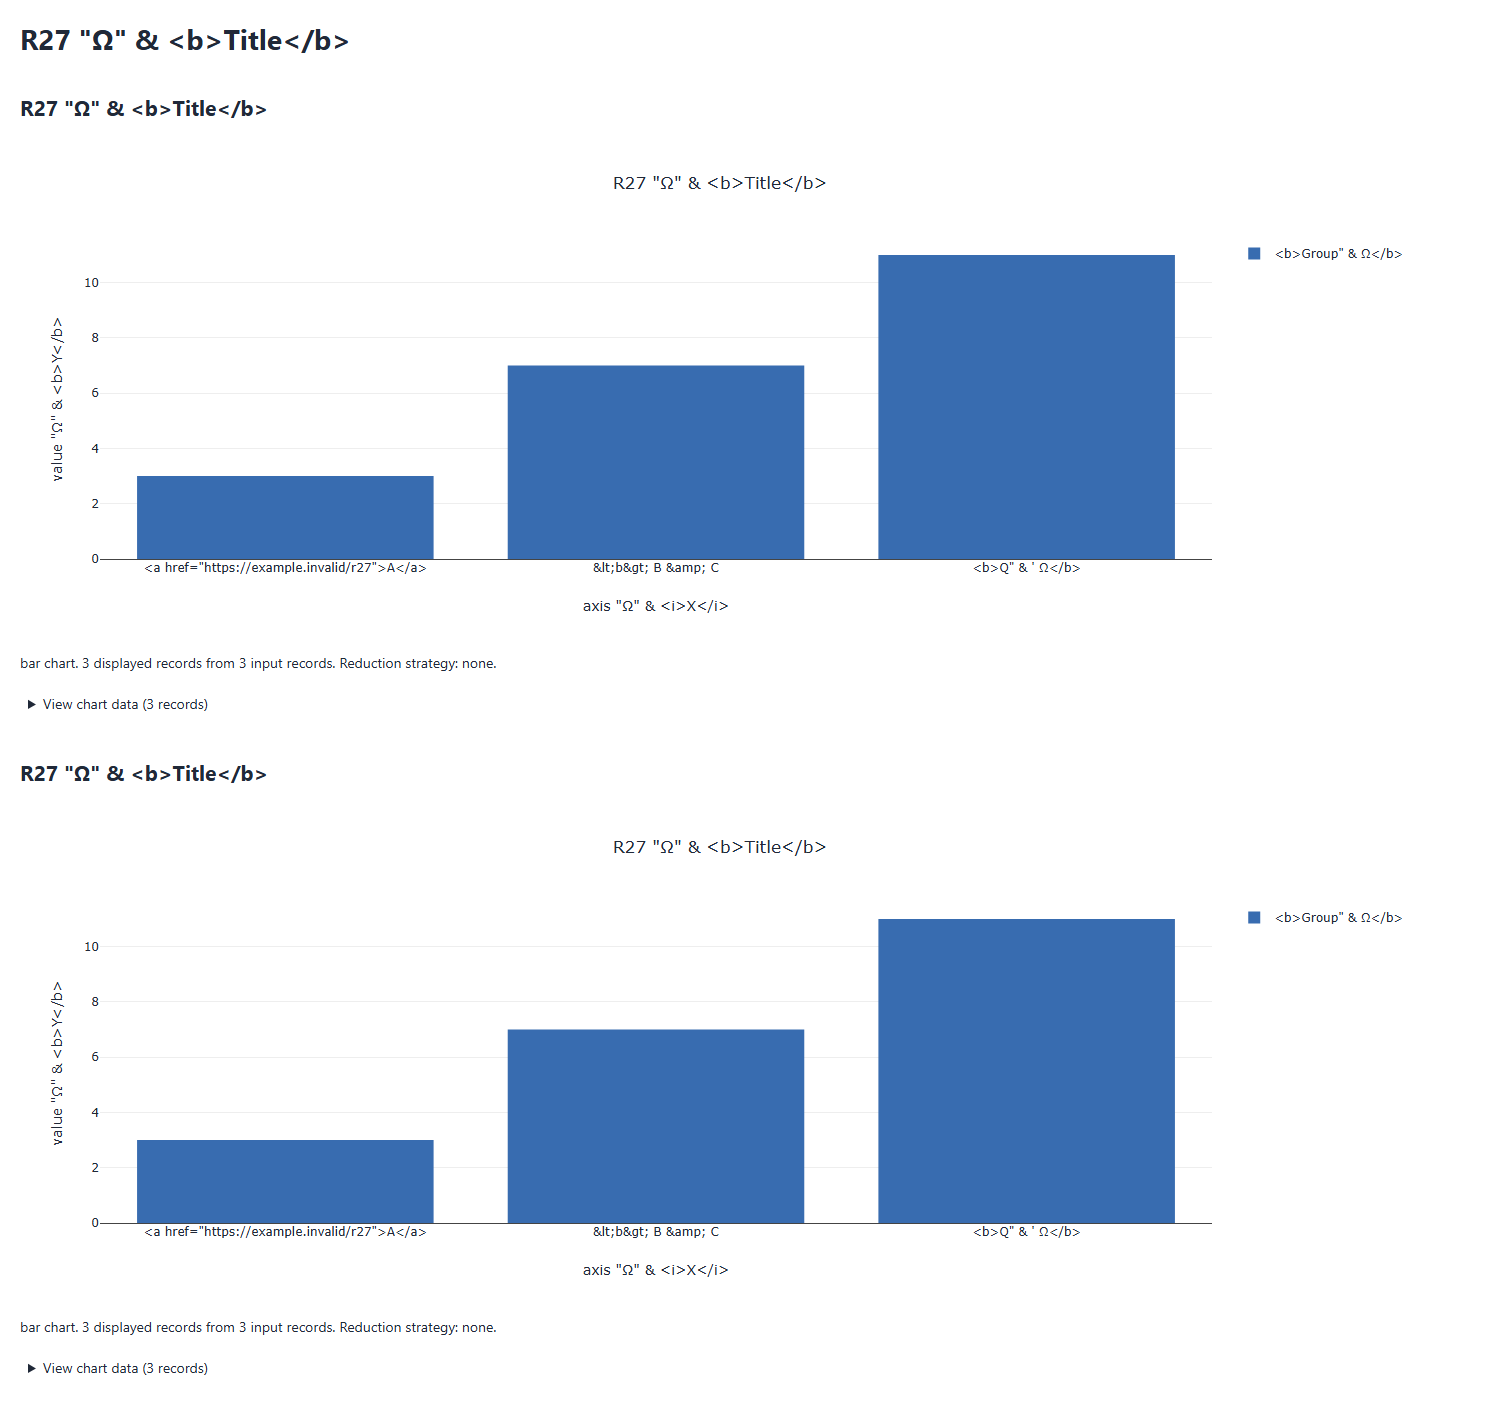 R27 "Ω" & <b>Title</b>
R27 "Ω" & <b>Title</b>
R27 "Ω" & <b>Title</b>
<b>Group" & Ω</b>
value "Ω" & <b>Y</b>
10
8
6
4
2
0
<a href="https://example.invalid/r27">A</a>
&lt;b&gt; B &amp; C
<b>Q" & ' Ω</b>
axis "Ω" & <i>X</i>
bar chart. 3 displayed records from 3 input records. Reduction strategy: none.
View chart data (3 records)
R27 "Ω" & <b>Title</b>
R27 "Ω" & <b>Title</b>
<b>Group" & Ω</b>
value "Ω" & <b>Y</b>
10
8
6
4
2
0
<a href="https://example.invalid/r27">A</a>
&lt;b&gt; B &amp; C
<b>Q" & ' Ω</b>
axis "Ω" & <i>X</i>
bar chart. 3 displayed records from 3 input records. Reduction strategy: none.
View chart data (3 records)